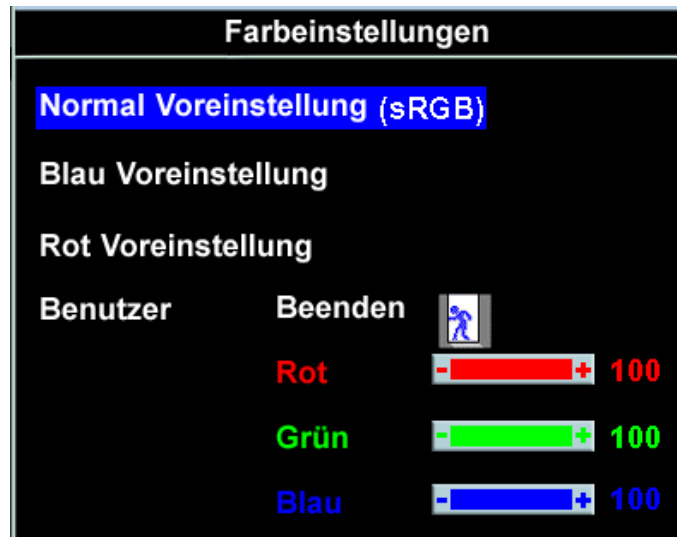 Farbeinstellungen
Normal Voreinstellung (sRGB)
Blau Voreinstellung
Rot Voreinstellung
Benutzer Beenden
Rot - + 100
Grün - + 100
Blau - + 100